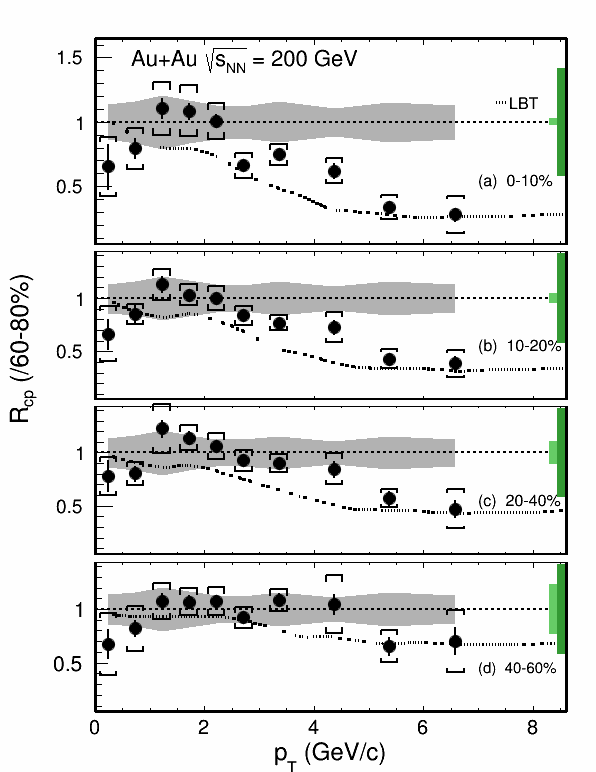 Au+Au √sNN = 200 GeV
1.5
LBT
1
0.5
(a) 0-10%
1
0.5
(b) 10-20%
1
0.5
(c) 20-40%
1
0.5
(d) 40-60%
Rcp (/60-80%)
0 2 4 6 8
pT (GeV/c)